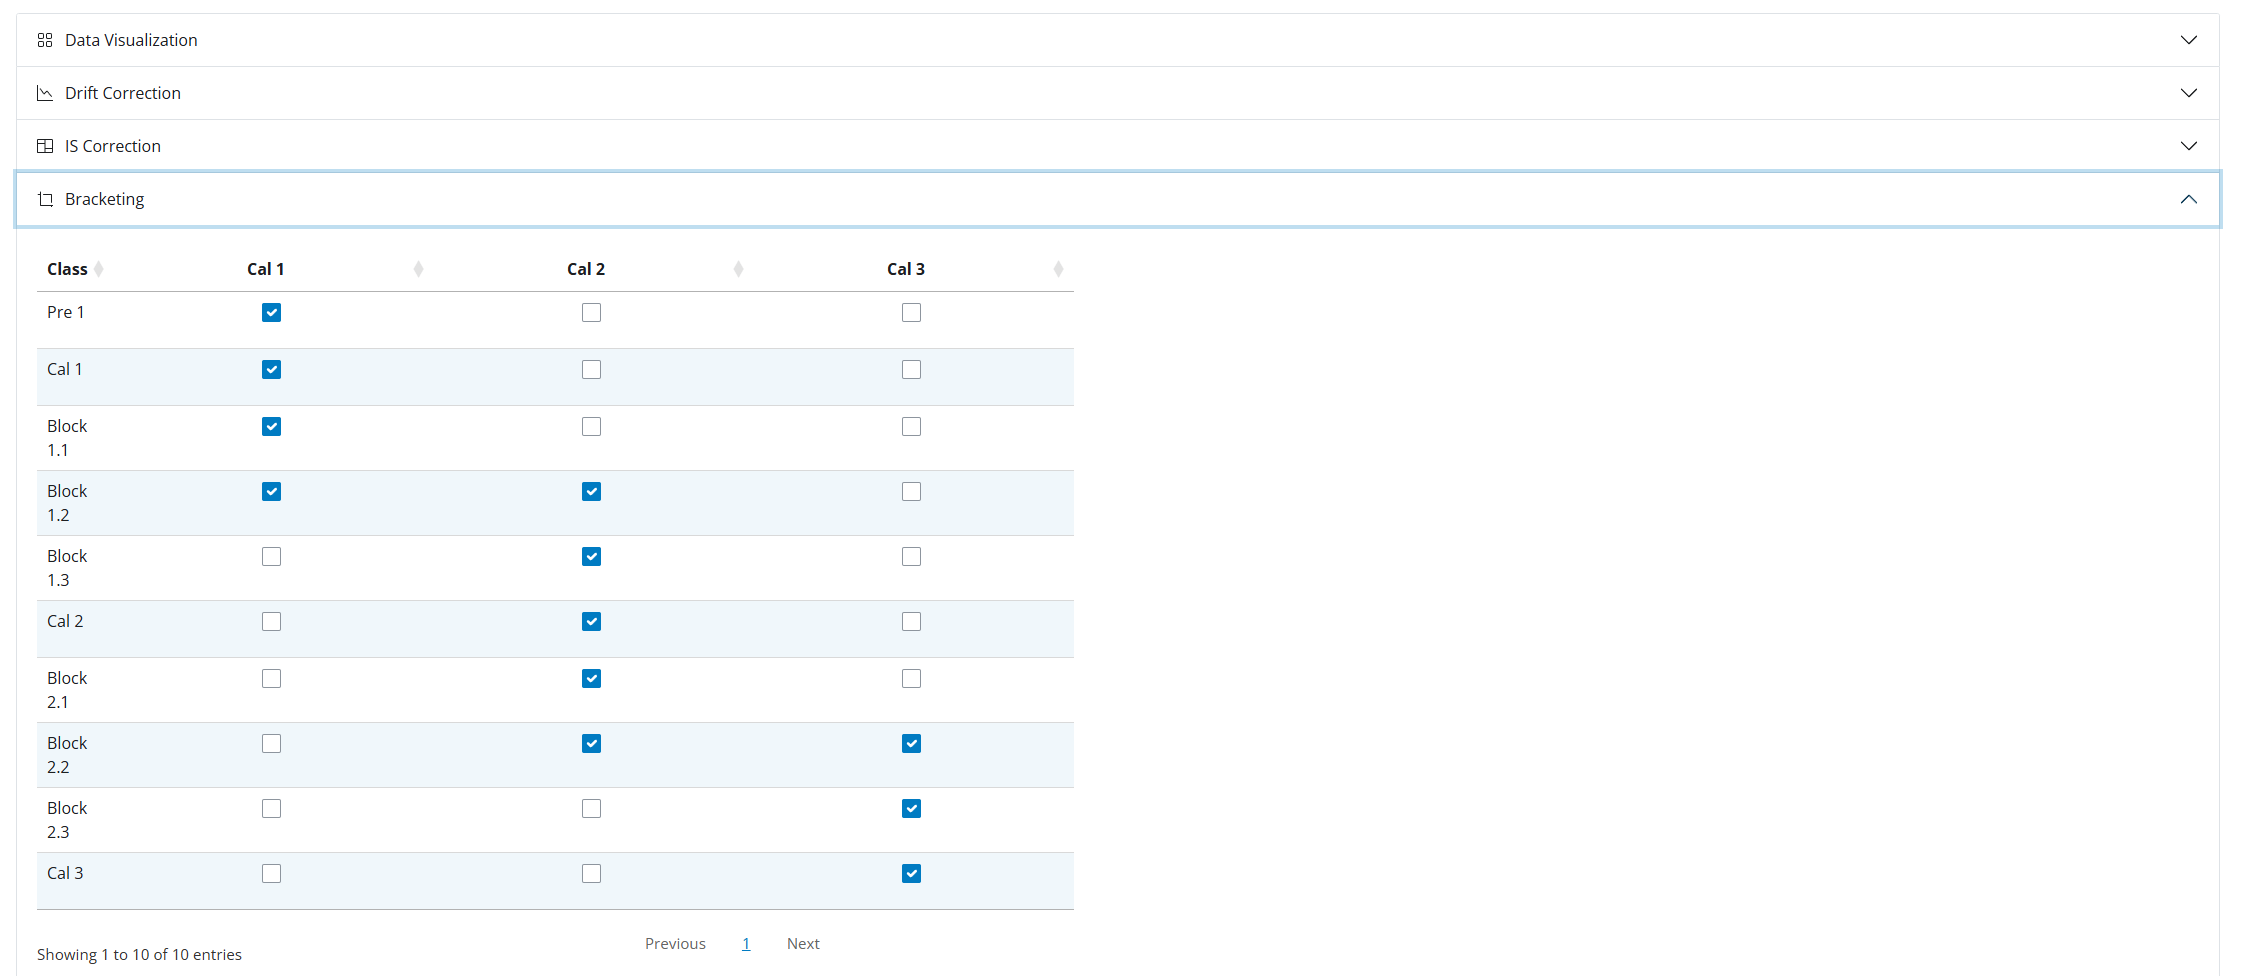 Data Visualization
Drift Correction
IS Correction
Bracketing
Class Cal 1 Cal 2 Cal 3
Pre 1
Cal 1
Block
1.1
Block
1.2
Block
1.3
Cal 2
Block
2.1
Block
2.2
Block
2.3
Cal 3
Previous 1 Next
Showing 1 to 10 of 10 entries